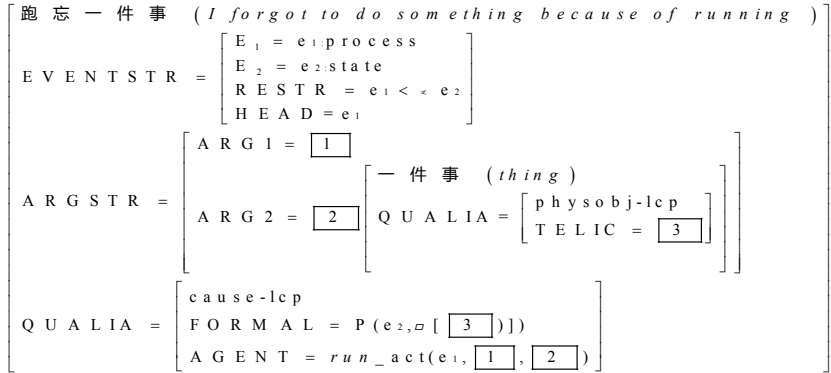 跑忘一件事 (I forgot to do something because of running)
E₁ = e₁:process
E₂ = e₂:state
EVENTSTR =
RESTR = e₁ <∝ e₂
HEAD=e₁
ARG1 = 1
一件事 (thing)
ARGSTR =
ARG2 = 2
QUALIA=
physobj-lcp
TELIC = 3
cause-lcp
QUALIA =
FORMAL = P(e₂,▱[ 3 )])
AGENT = run_act(e₁, 1 , 2 )